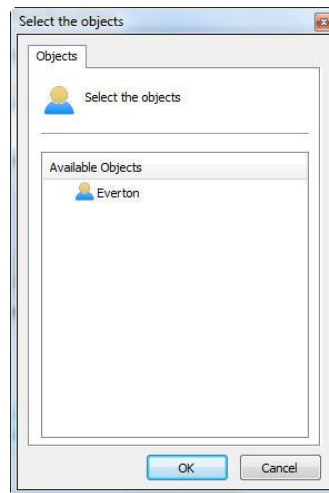 Select the objects
Objects
Select the objects
Available Objects
Everton
OK
Cancel